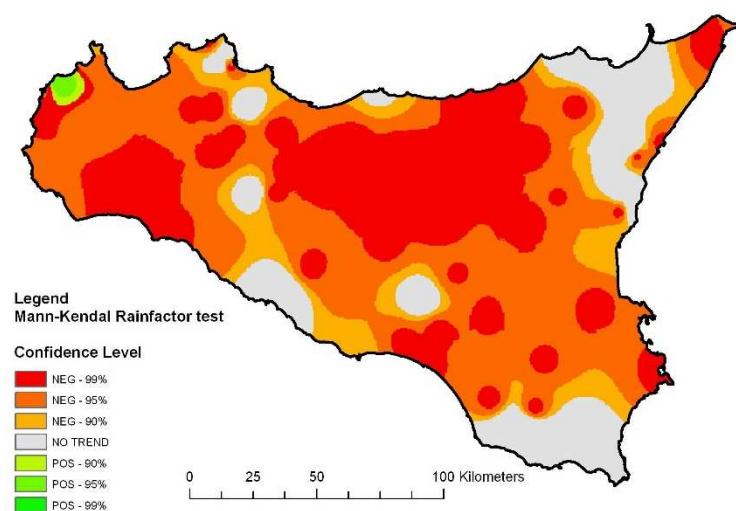 Legend
Mann-Kendal Rainfactor test
Confidence Level
NEG - 99%
NEG - 95%
NEG - 90%
NO TREND
POS - 90%
POS - 95%
POS - 99%
0 25 50 100 Kilometers